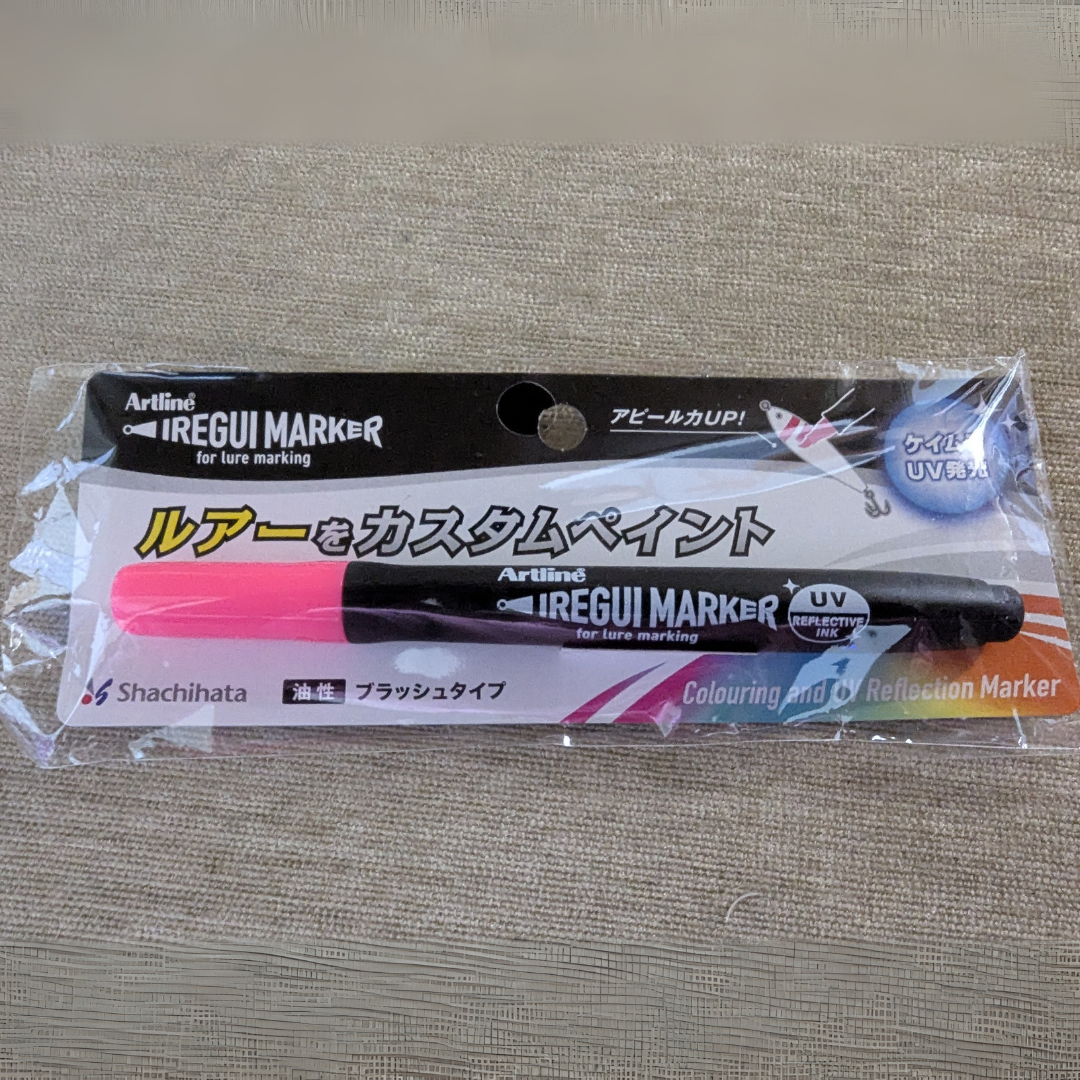 Artline®
IREGUI MARKER
for lure marking
アピール力UP!
UV発光
ルアーをカスタムペイント
Artline®
IREGUI MARKER
for lure marking
UV
REFLECTIVE
INK
Shachihata
油性 ブラッシュタイプ
Colouring and UV Reflection Marker